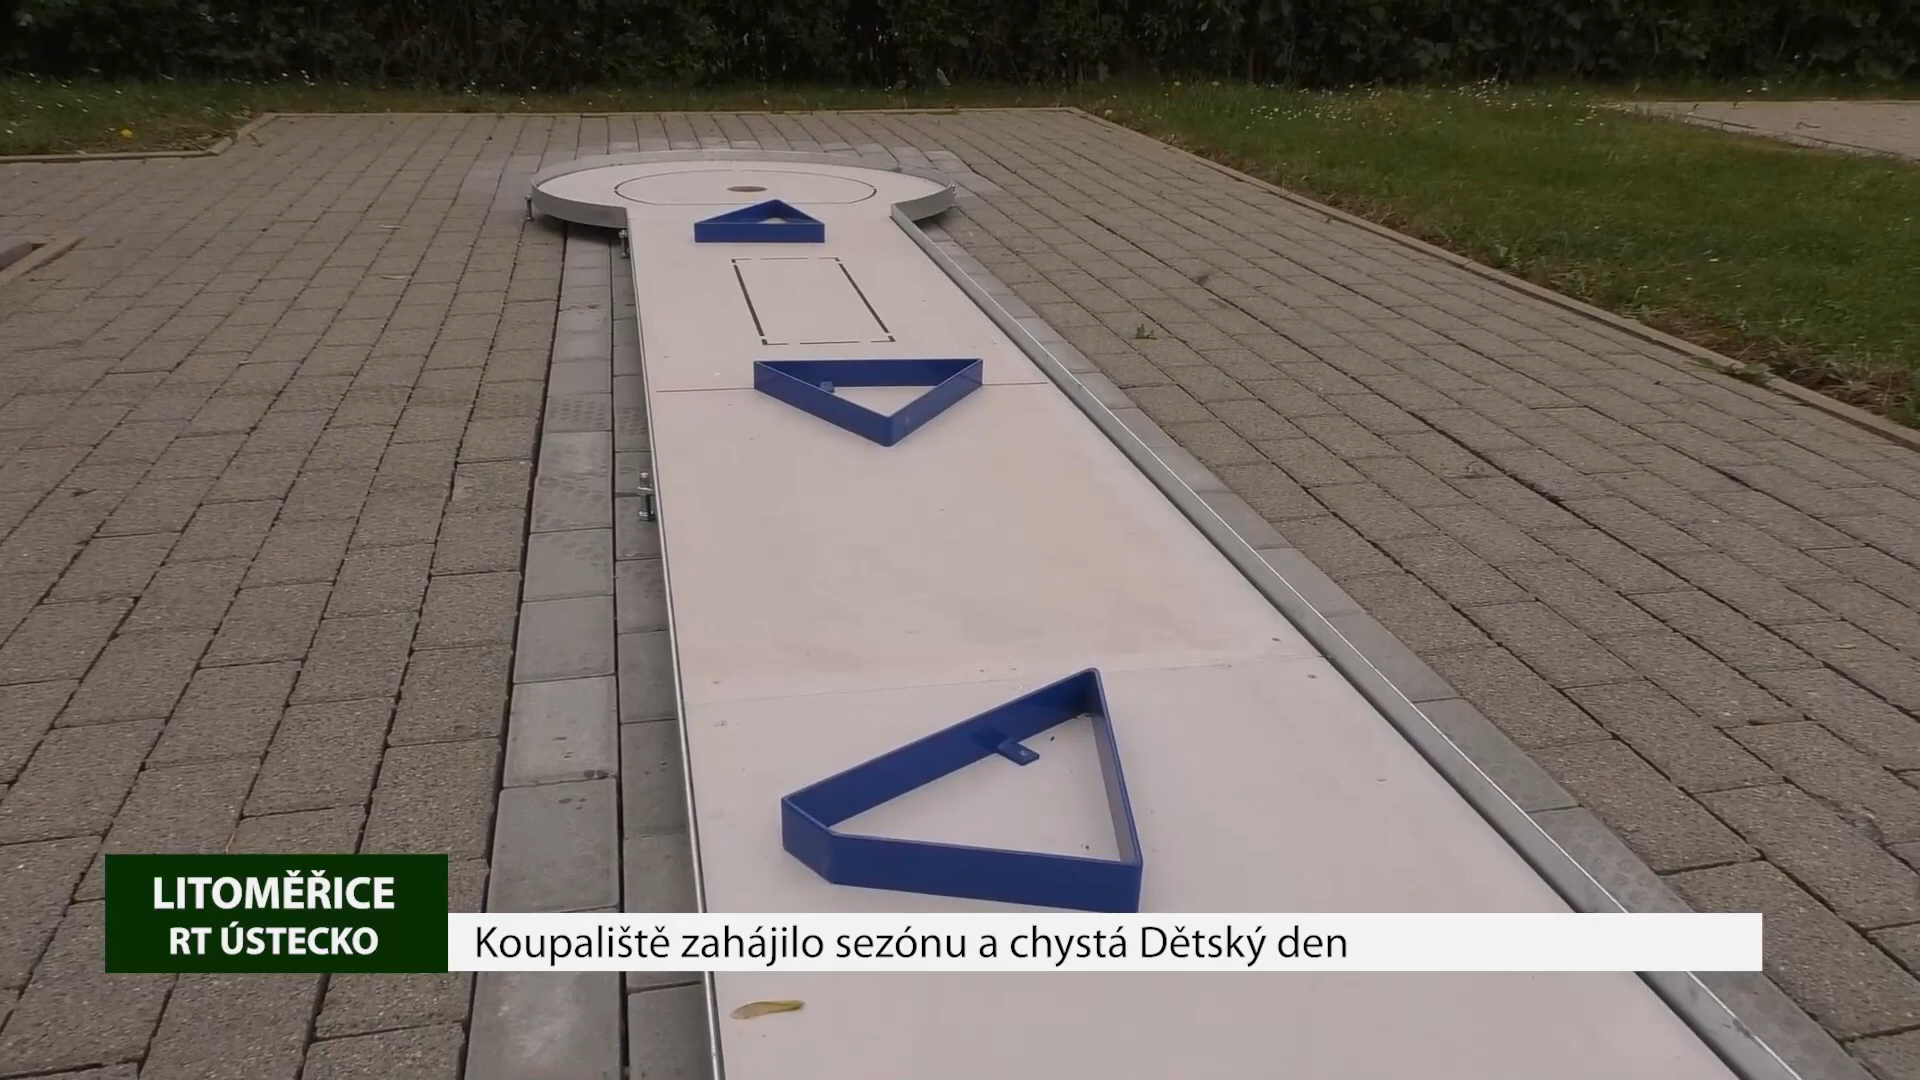 LITOMĚŘICE
RT ÚSTECKO
Koupaliště zahájilo sezónu a chystá Dětský den